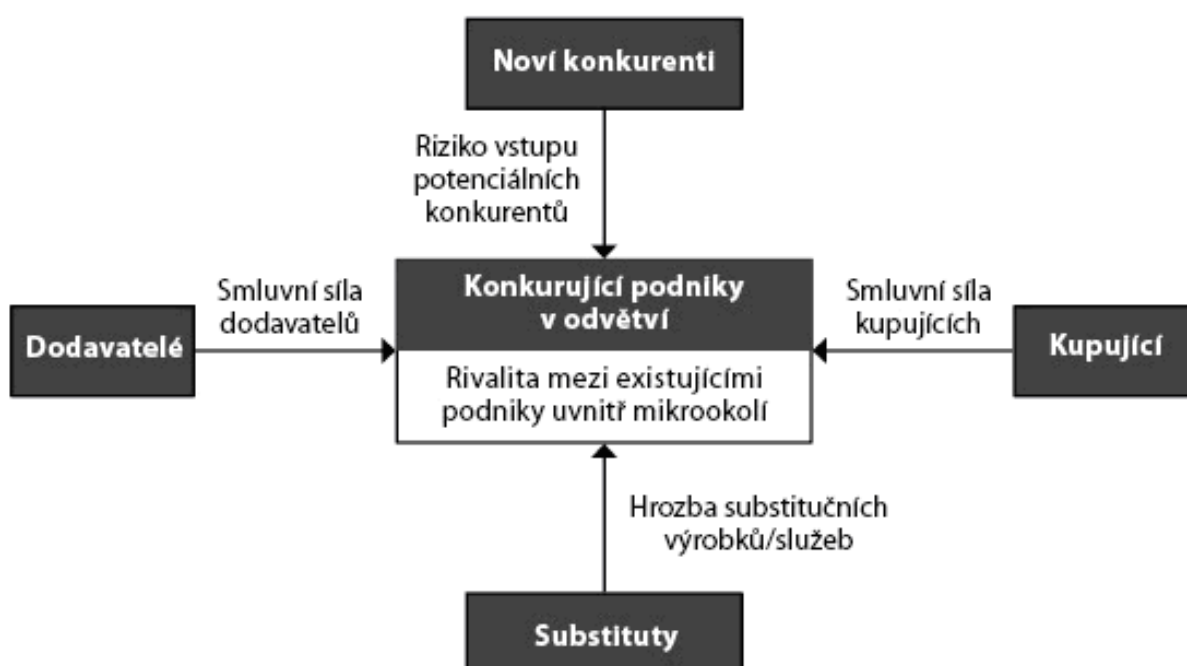 Noví konkurenti
Riziko vstupu
potenciálních
konkurentů
Smluvní síla
dodavatelů
Konkurující podniky
v odvětví
Smluvní síla
kupujících
Dodavatelé
Kupující
Rivalita mezi existujícími
podniky uvnitř mikrookolí
Hrozba substitučních
výrobků/služeb
Substituty